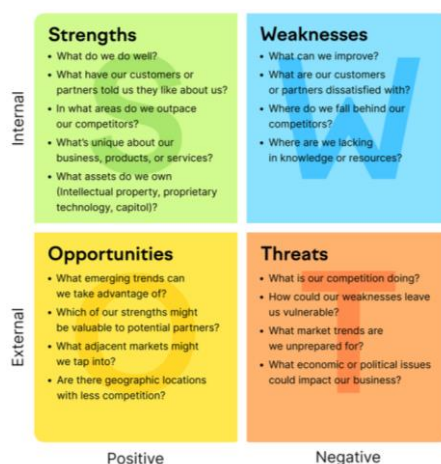 Strengths
• What do we do well?
• What have our customers or
partners told us they like about us?
• In what areas do we outpace
our competitors?
• What's unique about our
business, products, or services?
• What assets do we own
(Intellectual property, proprietary
technology, capitol)?
Weaknesses
• What can we improve?
• What are our customers
or partners dissatisfied with?
• Where do we fall behind our
competitors?
• Where are we lacking
in knowledge or resources?
Internal
S
W
Opportunities
• What emerging trends can
we take advantage of?
• Which of our strengths might
be valuable to potential partners?
• What adjacent markets might
we tap into?
• Are there geographic locations
with less competition?
Threats
• What is our competition doing?
• How could our weaknesses leave
us vulnerable?
• What market trends are
we unprepared for?
• What economic or political issues
could impact our business?
External
O
T
Positive
Negative